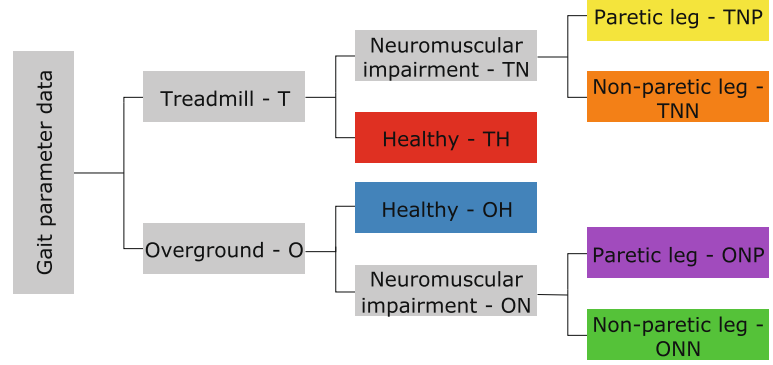 Gait parameter data
Treadmill - T
Overground - O
Neuromuscular
impairment - TN
Healthy - TH
Healthy - OH
Neuromuscular
impairment - ON
Paretic leg - TNP
Non-paretic leg -
TNN
Paretic leg - ONP
Non-paretic leg -
ONN